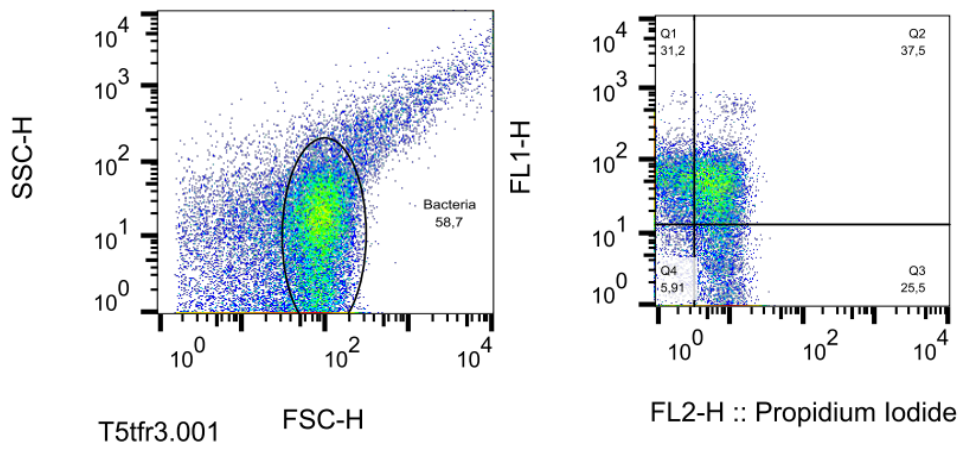 10^4
10^3
10^2
10^1
10^0
SSC-H
Bacteria
58,7
10^0
10^2
10^4
FSC-H
T5tfr3.001
10^4
10^3
10^2
10^1
10^0
FL1-H
Q1
31,2
Q2
37,5
Q4
5,91
Q3
25,5
10^0
10^2
10^4
FL2-H :: Propidium Iodide